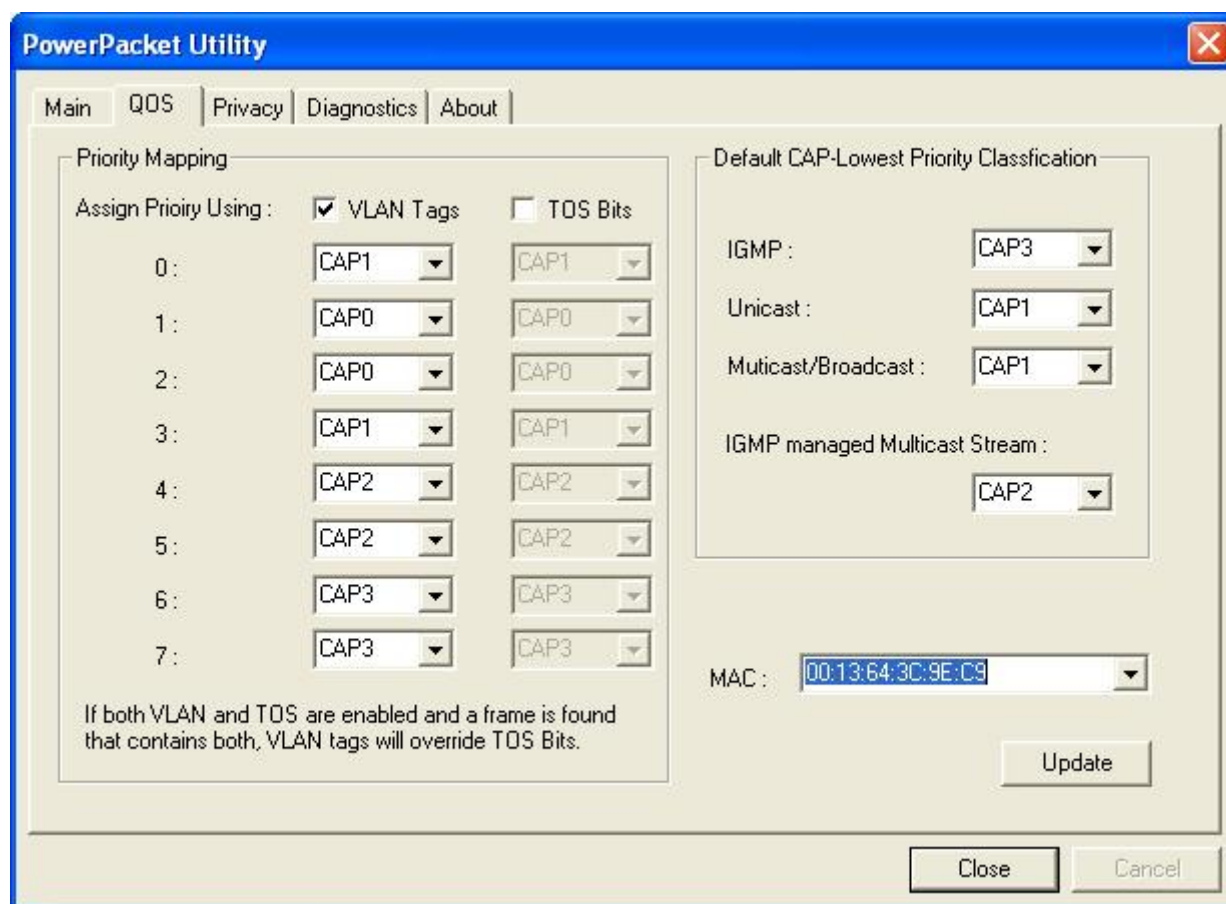 PowerPacket Utility
Main QOS Privacy Diagnostics About
Priority Mapping
Assign Prioiry Using : VLAN Tags TOS Bits
0 : CAP1 CAP1
1 : CAP0 CAP0
2 : CAP0 CAP0
3 : CAP1 CAP1
4 : CAP2 CAP2
5 : CAP2 CAP2
6 : CAP3 CAP3
7 : CAP3 CAP3
If both VLAN and TOS are enabled and a frame is found
that contains both, VLAN tags will override TOS Bits.
Default CAP-Lowest Priority Classfication
IGMP : CAP3
Unicast : CAP1
Muticast/Broadcast : CAP1
IGMP managed Multicast Stream :
CAP2
MAC : 00:13:64:3C:9E:C9
Update
Close Cancel